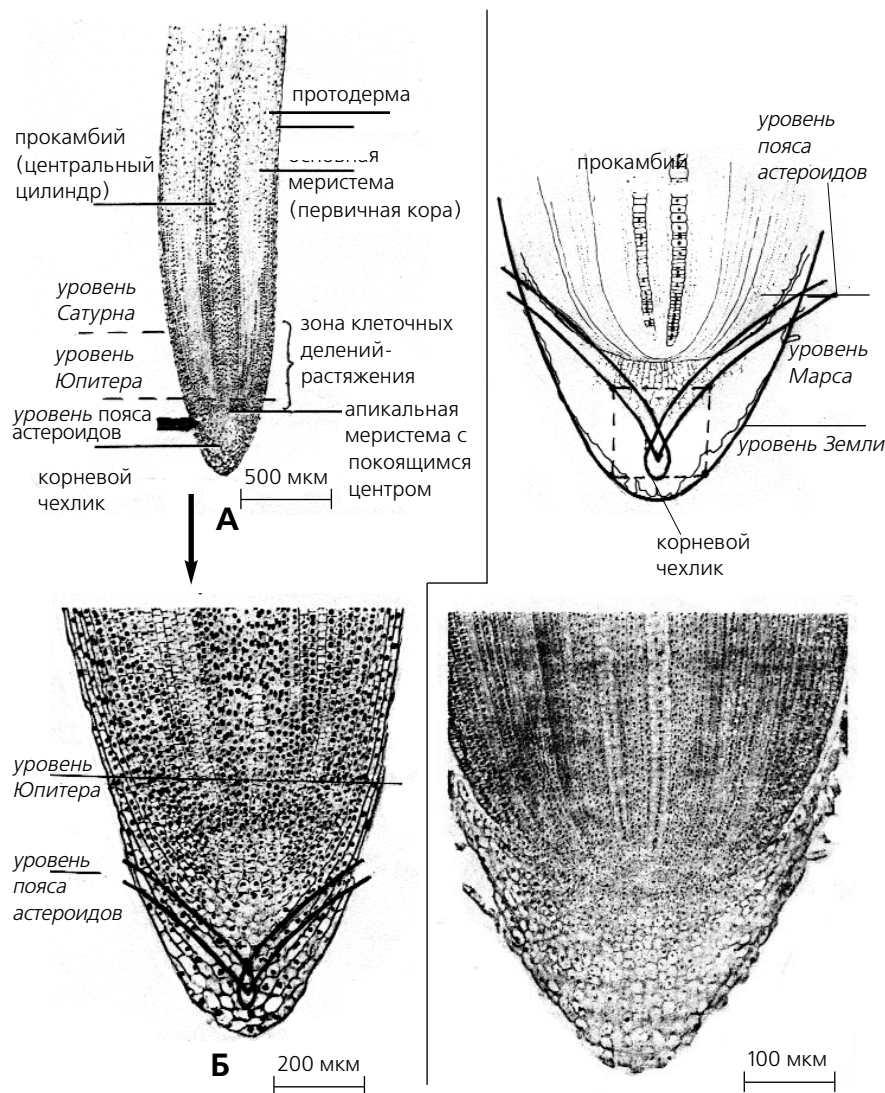 протодерма
прокамбий
(центральный
цилиндр)
основная
меристема
(первичная кора)
уровень
Сатурна
зона клеточных
делений-
растяжения
уровень
Юпитера
уровень пояса
астероидов
апикальная
меристема с
покоящимся
центром
корневой
чехлик
500 мкм
А
прокамбий
уровень
пояса
астероидов
уровень
Марса
уровень Земли
корневой
чехлик
уровень
Юпитера
уровень
пояса
астероидов
Б
200 мкм
100 мкм